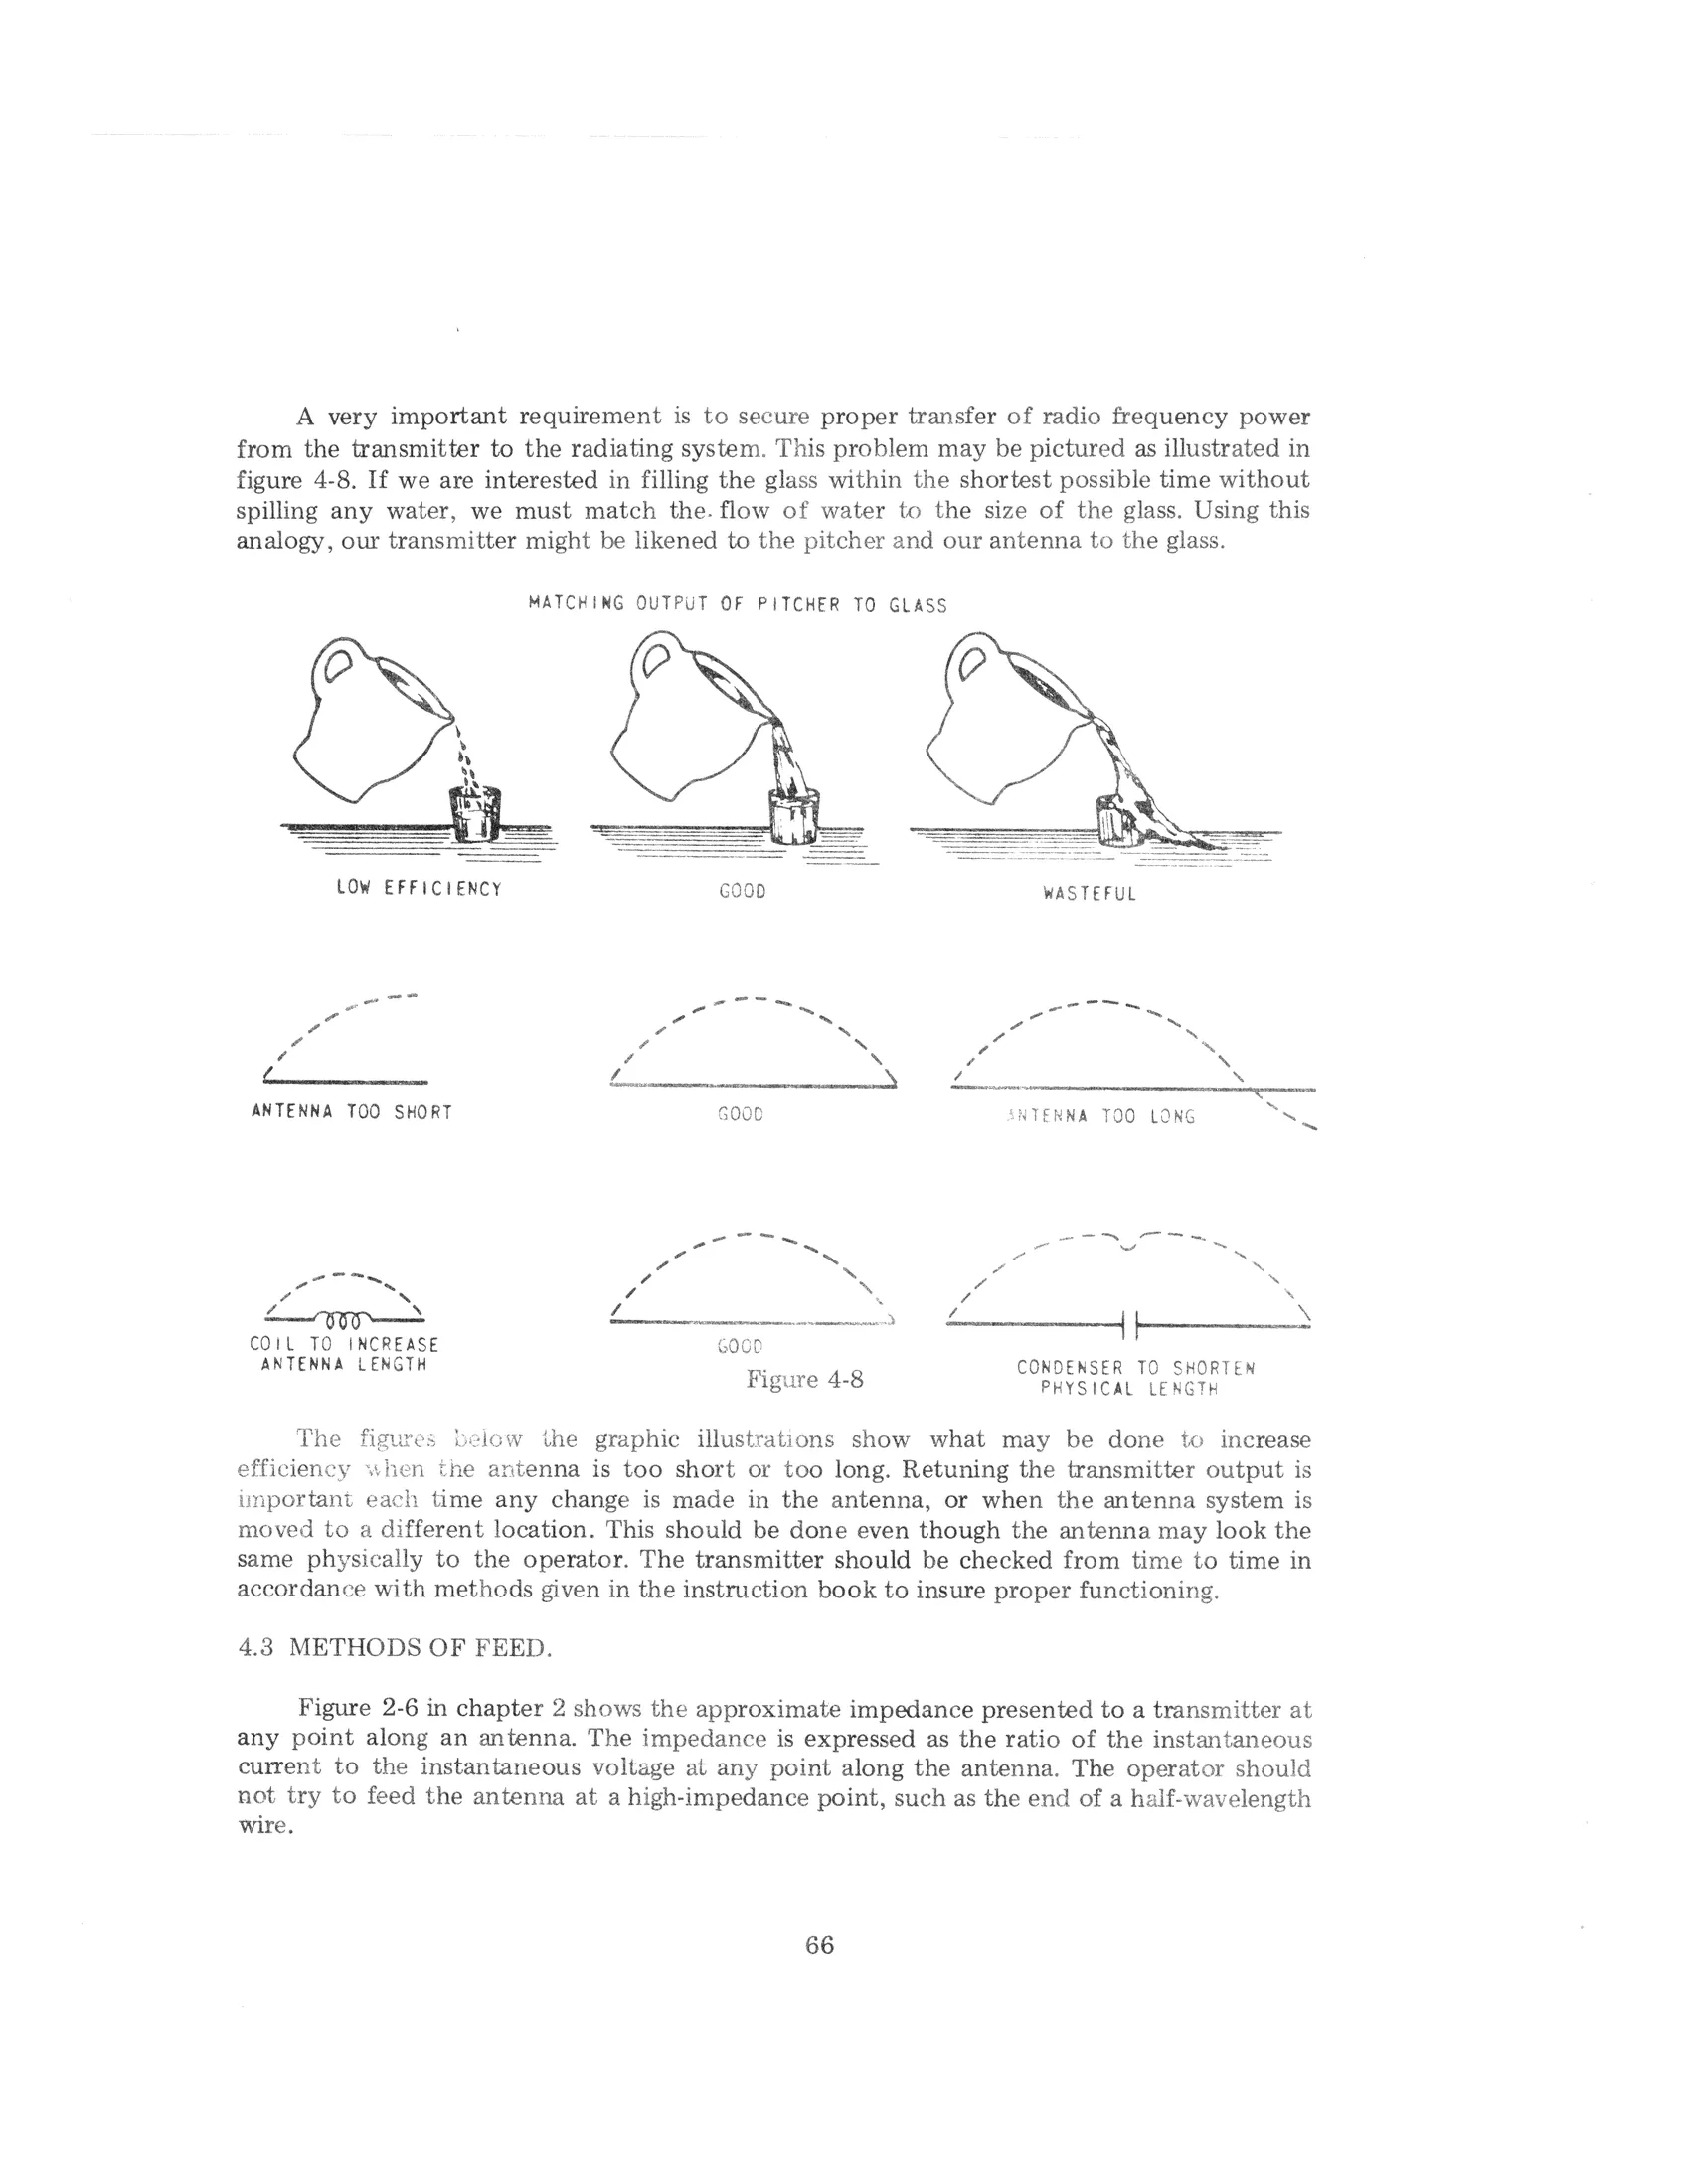 A very important requirement is to secure proper transfer of radio frequency power
from the transmitter to the radiating system. This problem may be pictured as illustrated in
figure 4-8. If we are interested in filling the glass within the shortest possible time without
spilling any water, we must match the flow of water to the size of the glass. Using this
analogy, our transmitter might be likened to the pitcher and our antenna to the glass.
MATCHING OUTPUT OF PITCHER TO GLASS
LOW EFFICIENCY
GOOD
WASTEFUL
ANTENNA TOO SHORT
GOOD
ANTENNA TOO LONG
COIL TO INCREASE
ANTENNA LENGTH
GOOD
CONDENSER TO SHORTEN
PHYSICAL LENGTH
Figure 4-8
The figures below the graphic illustrations show what may be done to increase
efficiency when the antenna is too short or too long. Retuning the transmitter output is
important each time any change is made in the antenna, or when the antenna system is
moved to a different location. This should be done even though the antenna may look the
same physically to the operator. The transmitter should be checked from time to time in
accordance with methods given in the instruction book to insure proper functioning.
4.3 METHODS OF FEED.
Figure 2-6 in chapter 2 shows the approximate impedance presented to a transmitter at
any point along an antenna. The impedance is expressed as the ratio of the instantaneous
current to the instantaneous voltage at any point along the antenna. The operator should
not try to feed the antenna at a high-impedance point, such as the end of a half-wavelength
wire.
66